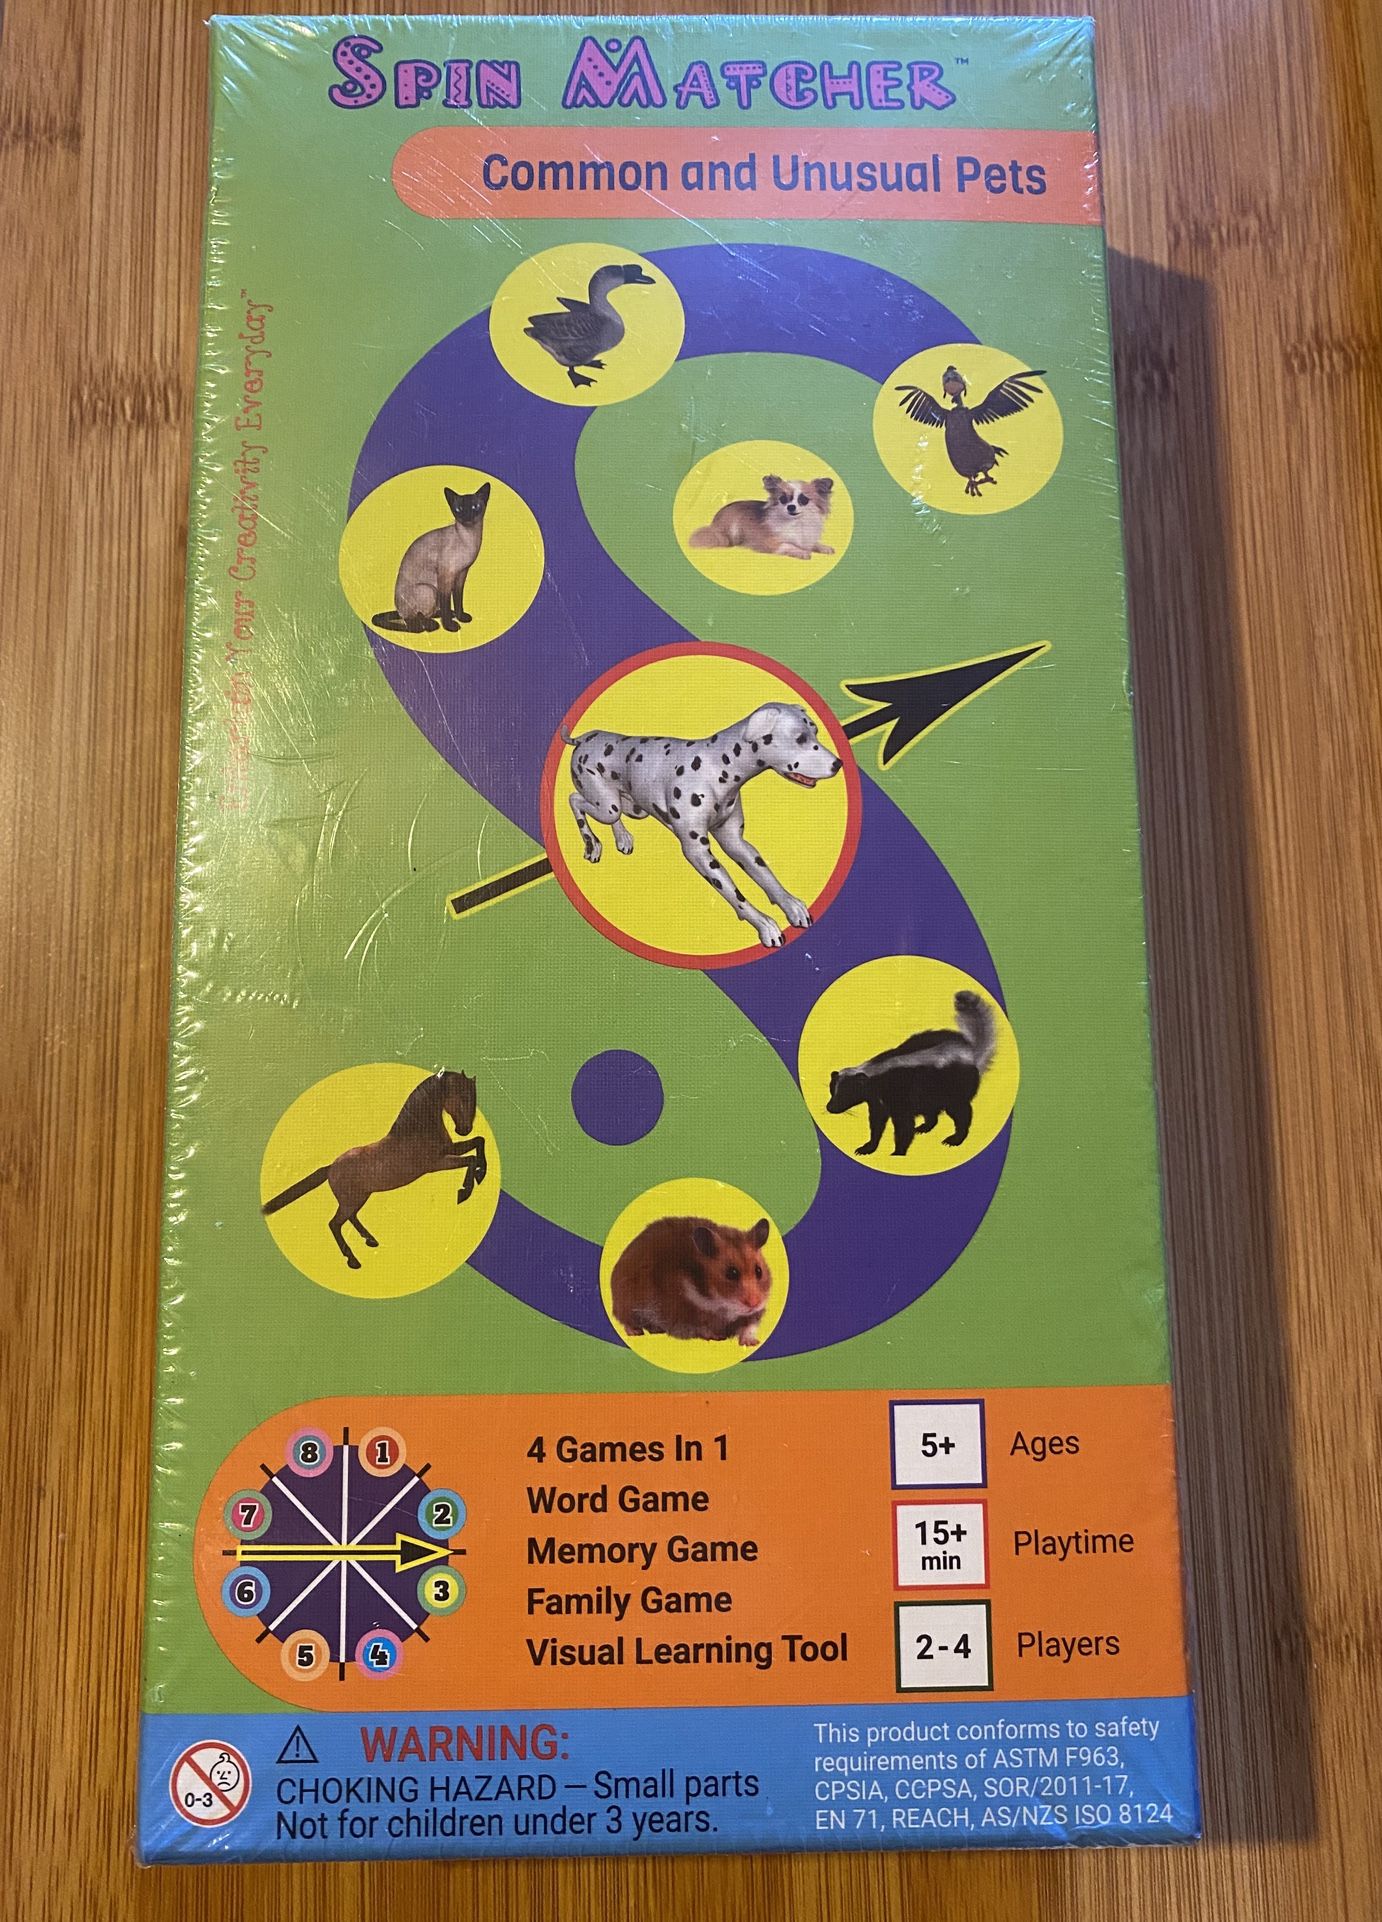 SPIN MATCHER™
Common and Unusual Pets
Your Creativity Everyday™
8
1
7
2
6
3
5
4
4 Games In 1
Word Game
Memory Game
Family Game
Visual Learning Tool
5+
Ages
15+
min
Playtime
2-4
Players
0-3
WARNING:
CHOKING HAZARD – Small parts
Not for children under 3 years.
This product conforms to safety
requirements of ASTM F963,
CPSIA, CCPSA, SOR/2011-17,
EN 71, REACH, AS/NZS ISO 8124